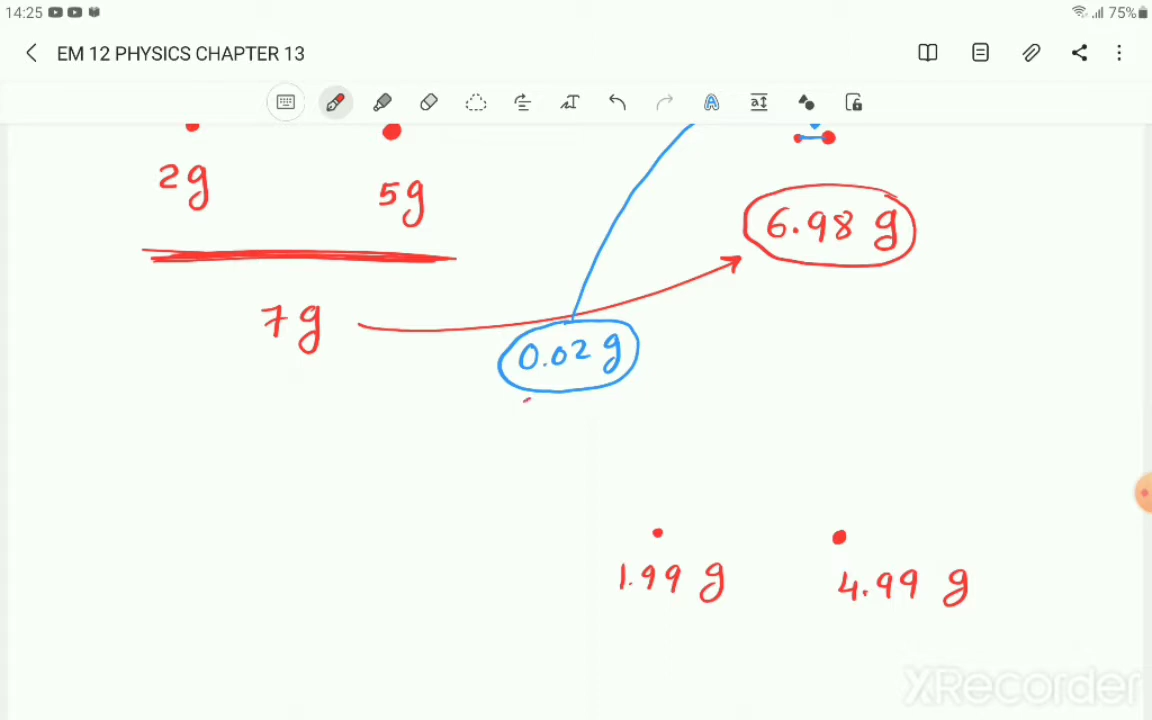 14:25
75%
EM 12 PHYSICS CHAPTER 13
2g
5g
6.98 g
7g
0.02 g
1.99 g
4.99 g
XRecorder